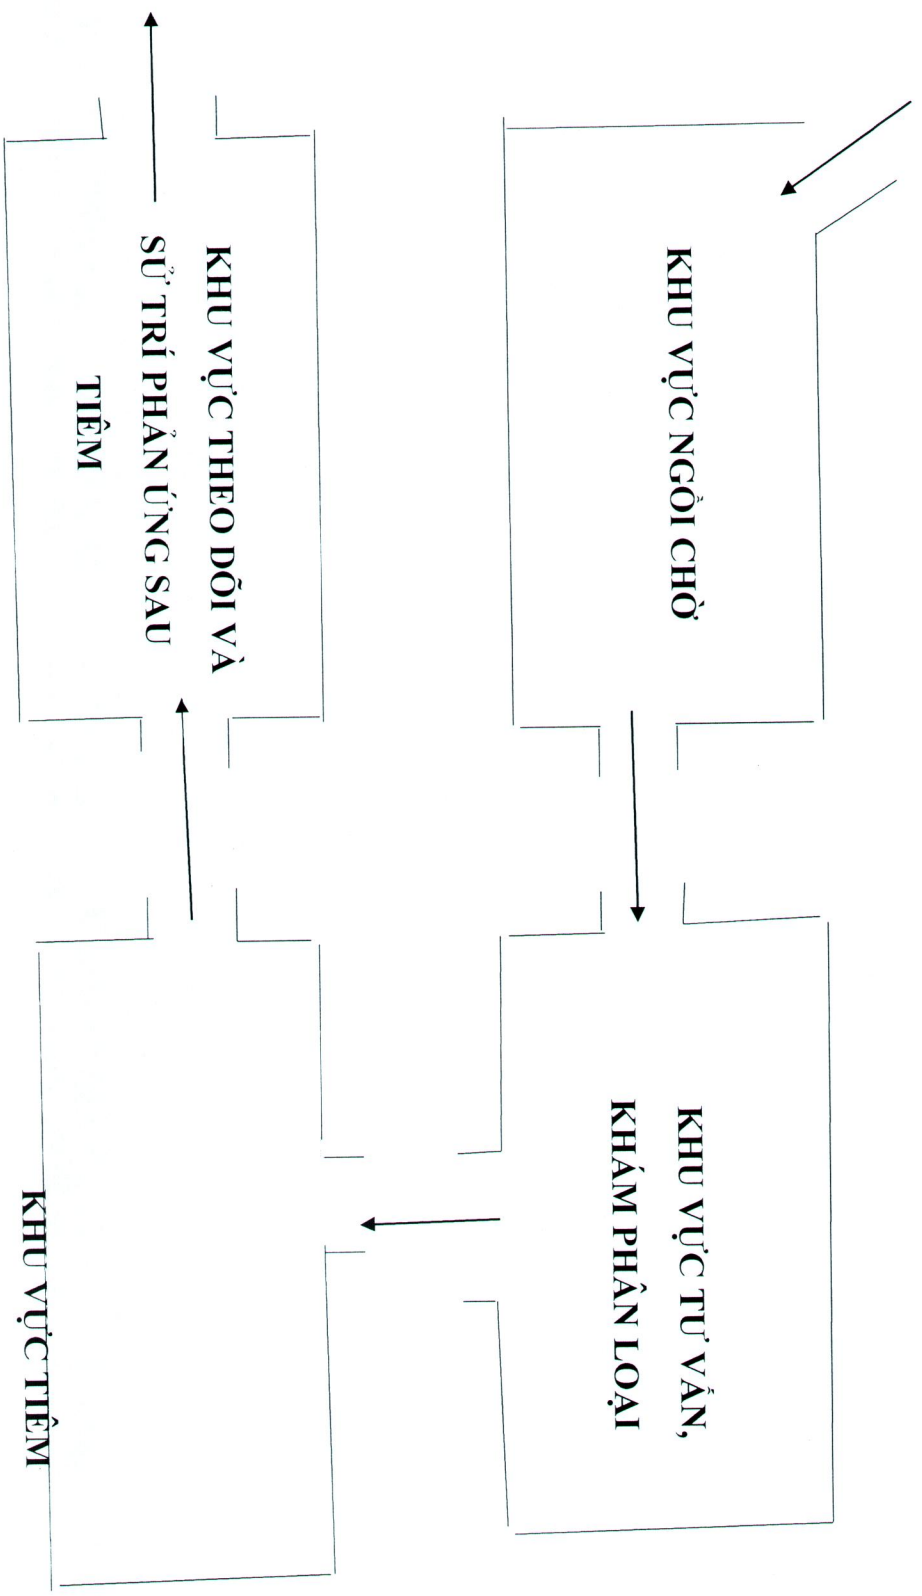 KHU VỰC NGỒI CHỜ
KHU VỰC TƯ VẤN,
KHÁM PHÂN LOẠI
KHU VỰC THEO DÕI VÀ
SỬ TRÍ PHẢN ỨNG SAU
TIÊM
KHU VỰC TIÊM